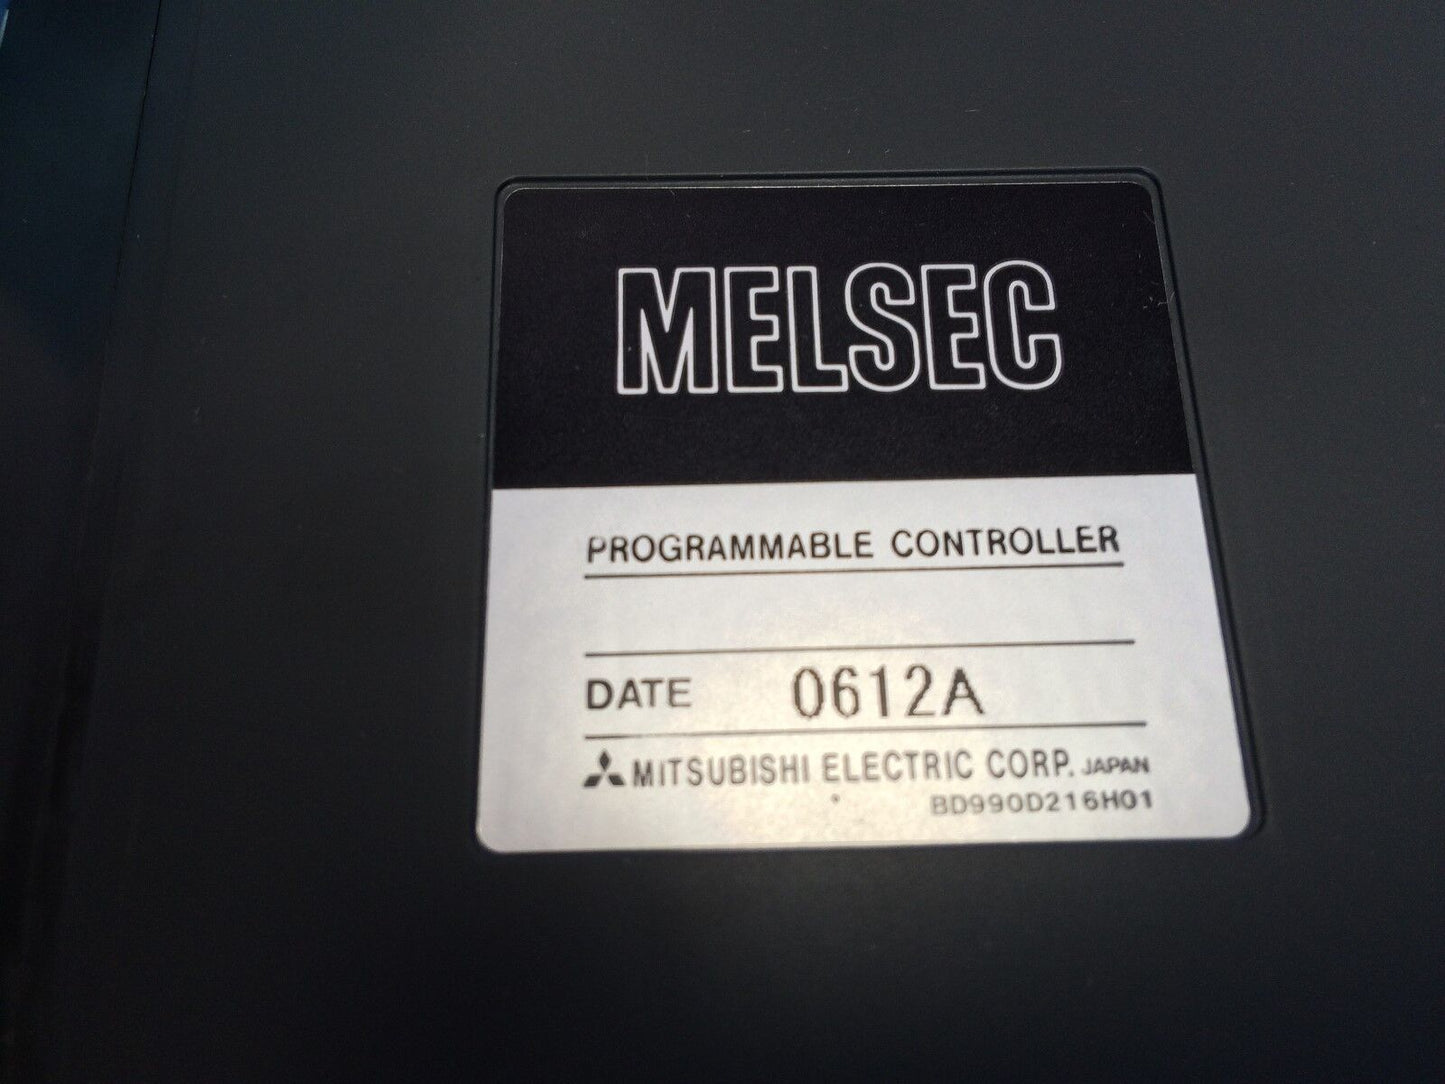 MELSEC
PROGRAMMABLE CONTROLLER
DATE 0612A
MITSUBISHI ELECTRIC CORP. JAPAN
BD990D216H01